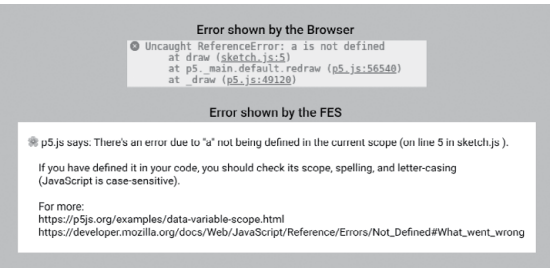 Error shown by the Browser
Uncaught ReferenceError: a is not defined
at draw (sketch.js:5)
at p5._main.default.redraw (p5.js:56540)
at _draw (p5.js:49120)
Error shown by the FES
p5.js says: There's an error due to "a" not being defined in the current scope (on line 5 in sketch.js ).
If you have defined it in your code, you should check its scope, spelling, and letter-casing
(JavaScript is case-sensitive).
For more:
https://p5js.org/examples/data-variable-scope.html
https://developer.mozilla.org/docs/Web/JavaScript/Reference/Errors/Not_Defined#What_went_wrong